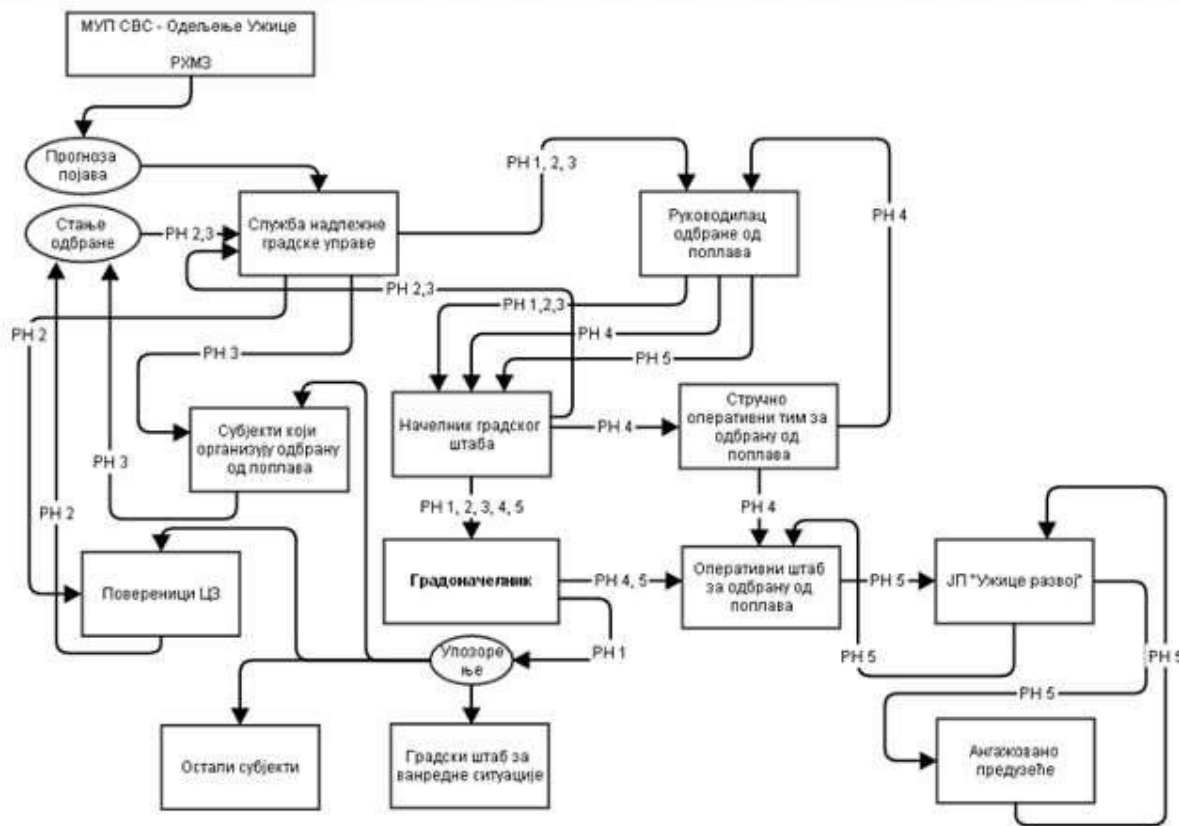 МУП СВС - Одељење Ужице
РХМЗ
Прогноза
појава
Стање
одбране
РН 2,3
Служба надлежне
градске управе
РН 1, 2, 3
Руководилац
одбране од
поплава
РН 4
РН 2,3
РН 1,2,3
РН 2
РН 4
РН 3
РН 5
Субјекти који
организују одбрану
од поплава
Начелник градског
штаба
РН 4
Стручно
оперативни тим за
одбрану од
поплава
РН 3
РН 2
РН 1, 2, 3, 4, 5
РН 4
Повереници ЦЗ
Градоначелник
РН 4, 5
Оперативни штаб
за одбрану од
поплава
РН 5
ЈП "Ужице развој"
Упозоре
ње
РН 1
РН 5
РН 5
РН 5
Остали субјекти
Градски штаб за
ванредне ситуације
Ангажовано
предузеће